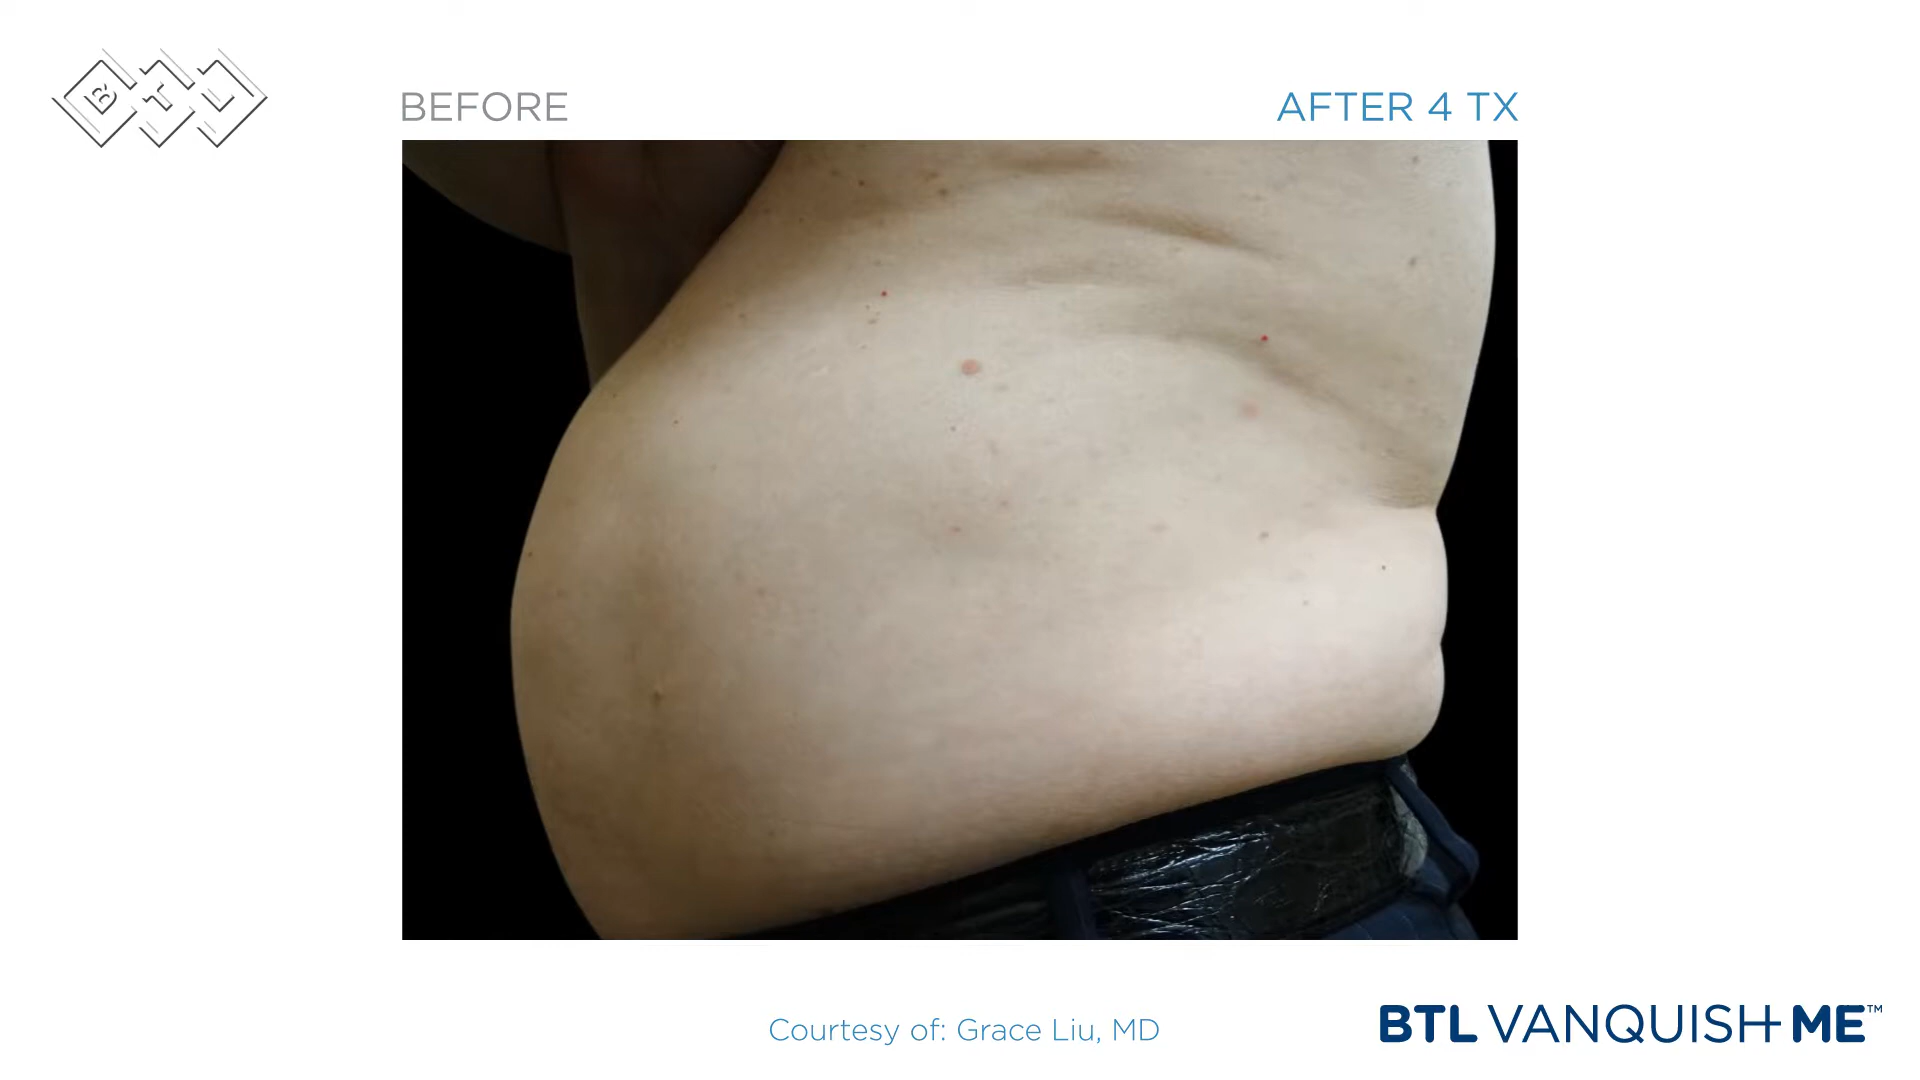 BTL
BEFORE
AFTER 4 TX
Courtesy of: Grace Liu, MD
BTL VANQUISH ME™